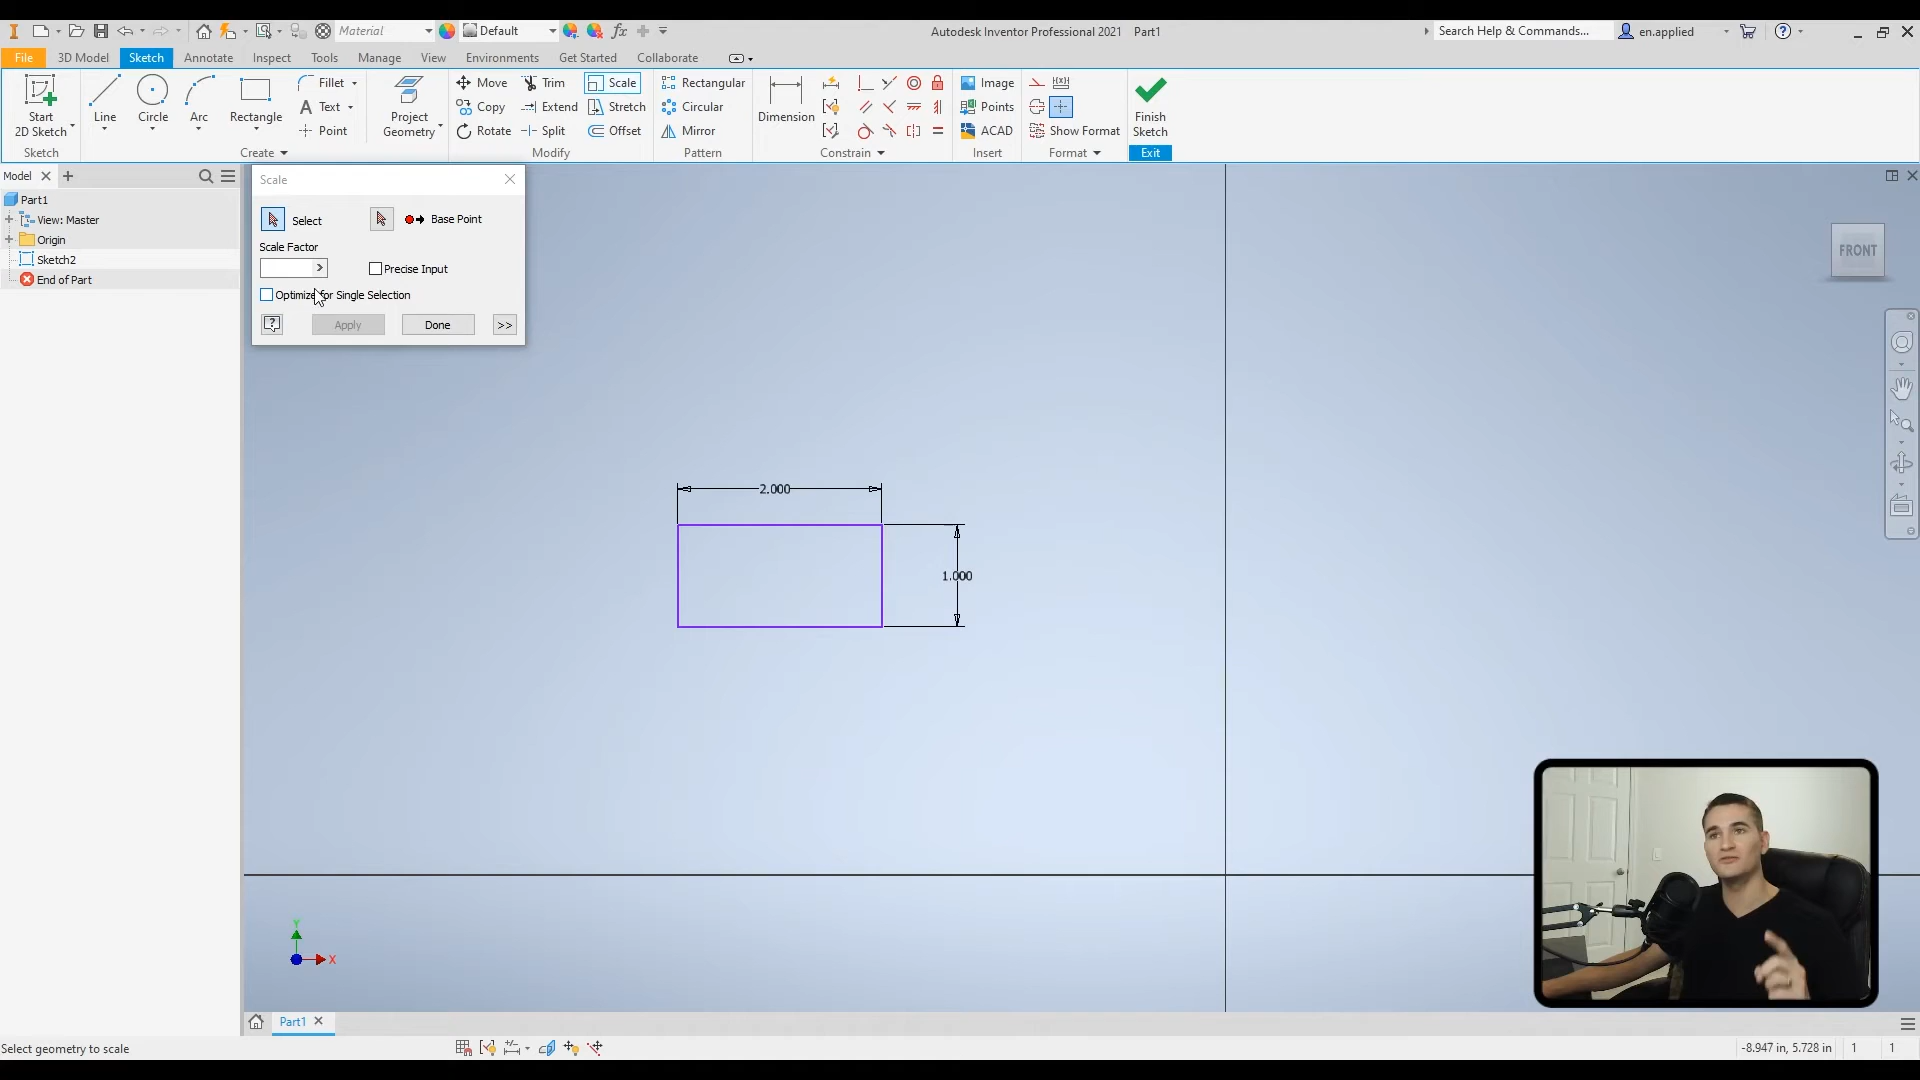 Material
Default
Autodesk Inventor Professional 2021 Part1
Search Help & Commands...
en.applied
File 3D Model Sketch Annotate Inspect Tools Manage View Environments Get Started Collaborate
Start
2D Sketch
Line
Circle
Arc
Rectangle
Fillet
Text
Point
Project
Geometry
Move
Copy
Rotate
Trim
Extend
Split
Scale
Stretch
Offset
Rectangular
Circular
Mirror
Dimension
Image
Points
ACAD
Show Format
Finish
Sketch
Sketch
Create
Modify
Pattern
Constrain
Insert
Format
Exit
Model
Part1
View: Master
Origin
Sketch2
End of Part
Scale
Select
Base Point
Scale Factor
Precise Input
Optimize for Single Selection
Apply
Done
>>
FRONT
2.000
1.000
Y
X
Part1
Select geometry to scale
-8.947 in, 5.728 in 1 1